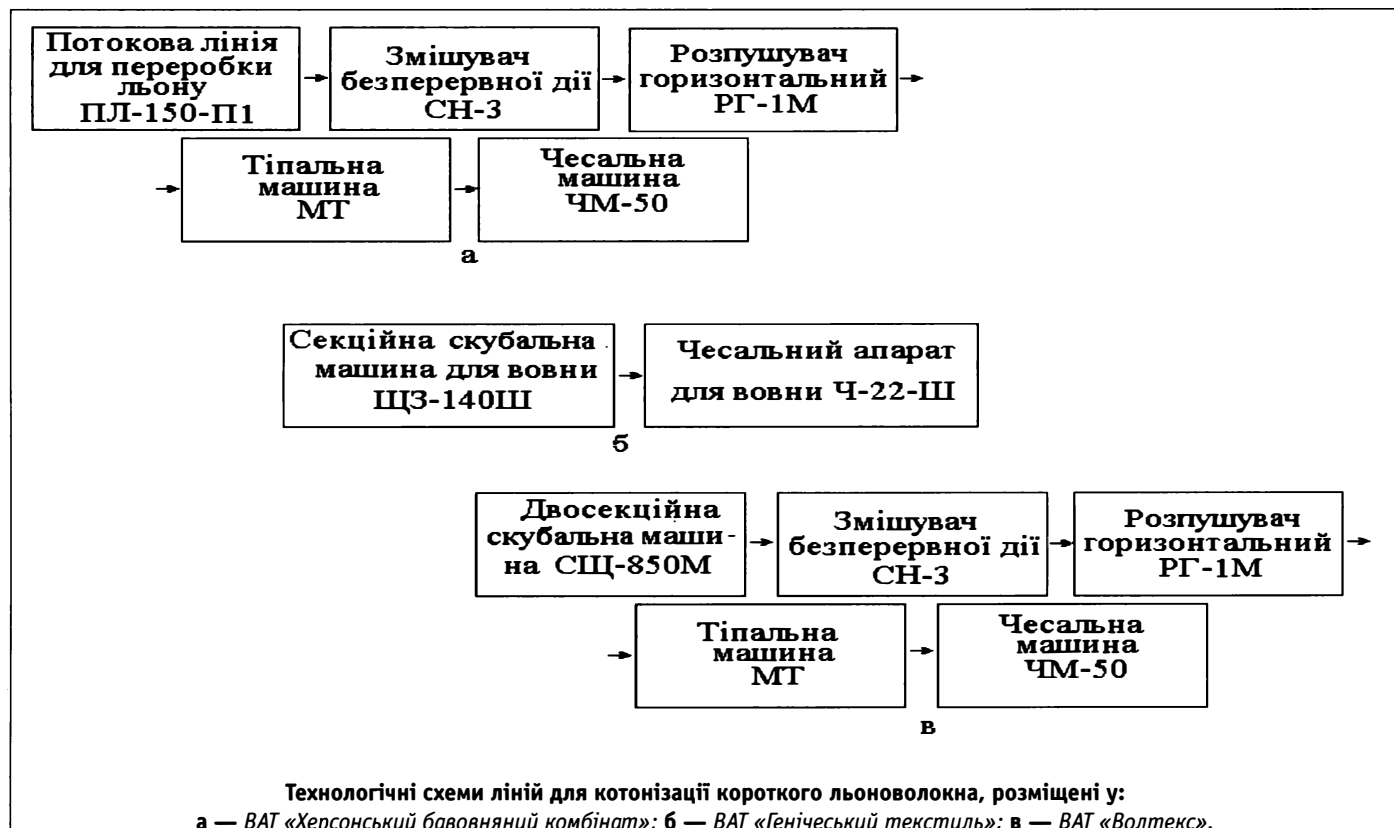 Потокова лінія
для переробки
льону
ПЛ-150-П1
Змішувач
безперервної дії
СН-3
Розпушувач
горизонтальний
РГ-1М
Тіпальна
машина
МТ
Чесальна
машина
ЧМ-50
а
Секційна скубальна
машина для вовни
ЩЗ-140Ш
Чесальний апарат
для вовни Ч-22-Ш
б
Двосекційна
скубальна маши-
на СЩ-850М
Змішувач
безперервної дії
СН-3
Розпушувач
горизонтальний
РГ-1М
Тіпальна
машина
МТ
Чесальна
машина
ЧМ-50
в
Технологічні схеми ліній для котонізації короткого льоноволокна, розміщені у:
а — ВАТ «Херсонський бавовняний комбінат»; б — ВАТ «Генічеський текстиль»; в — ВАТ «Волтекс».